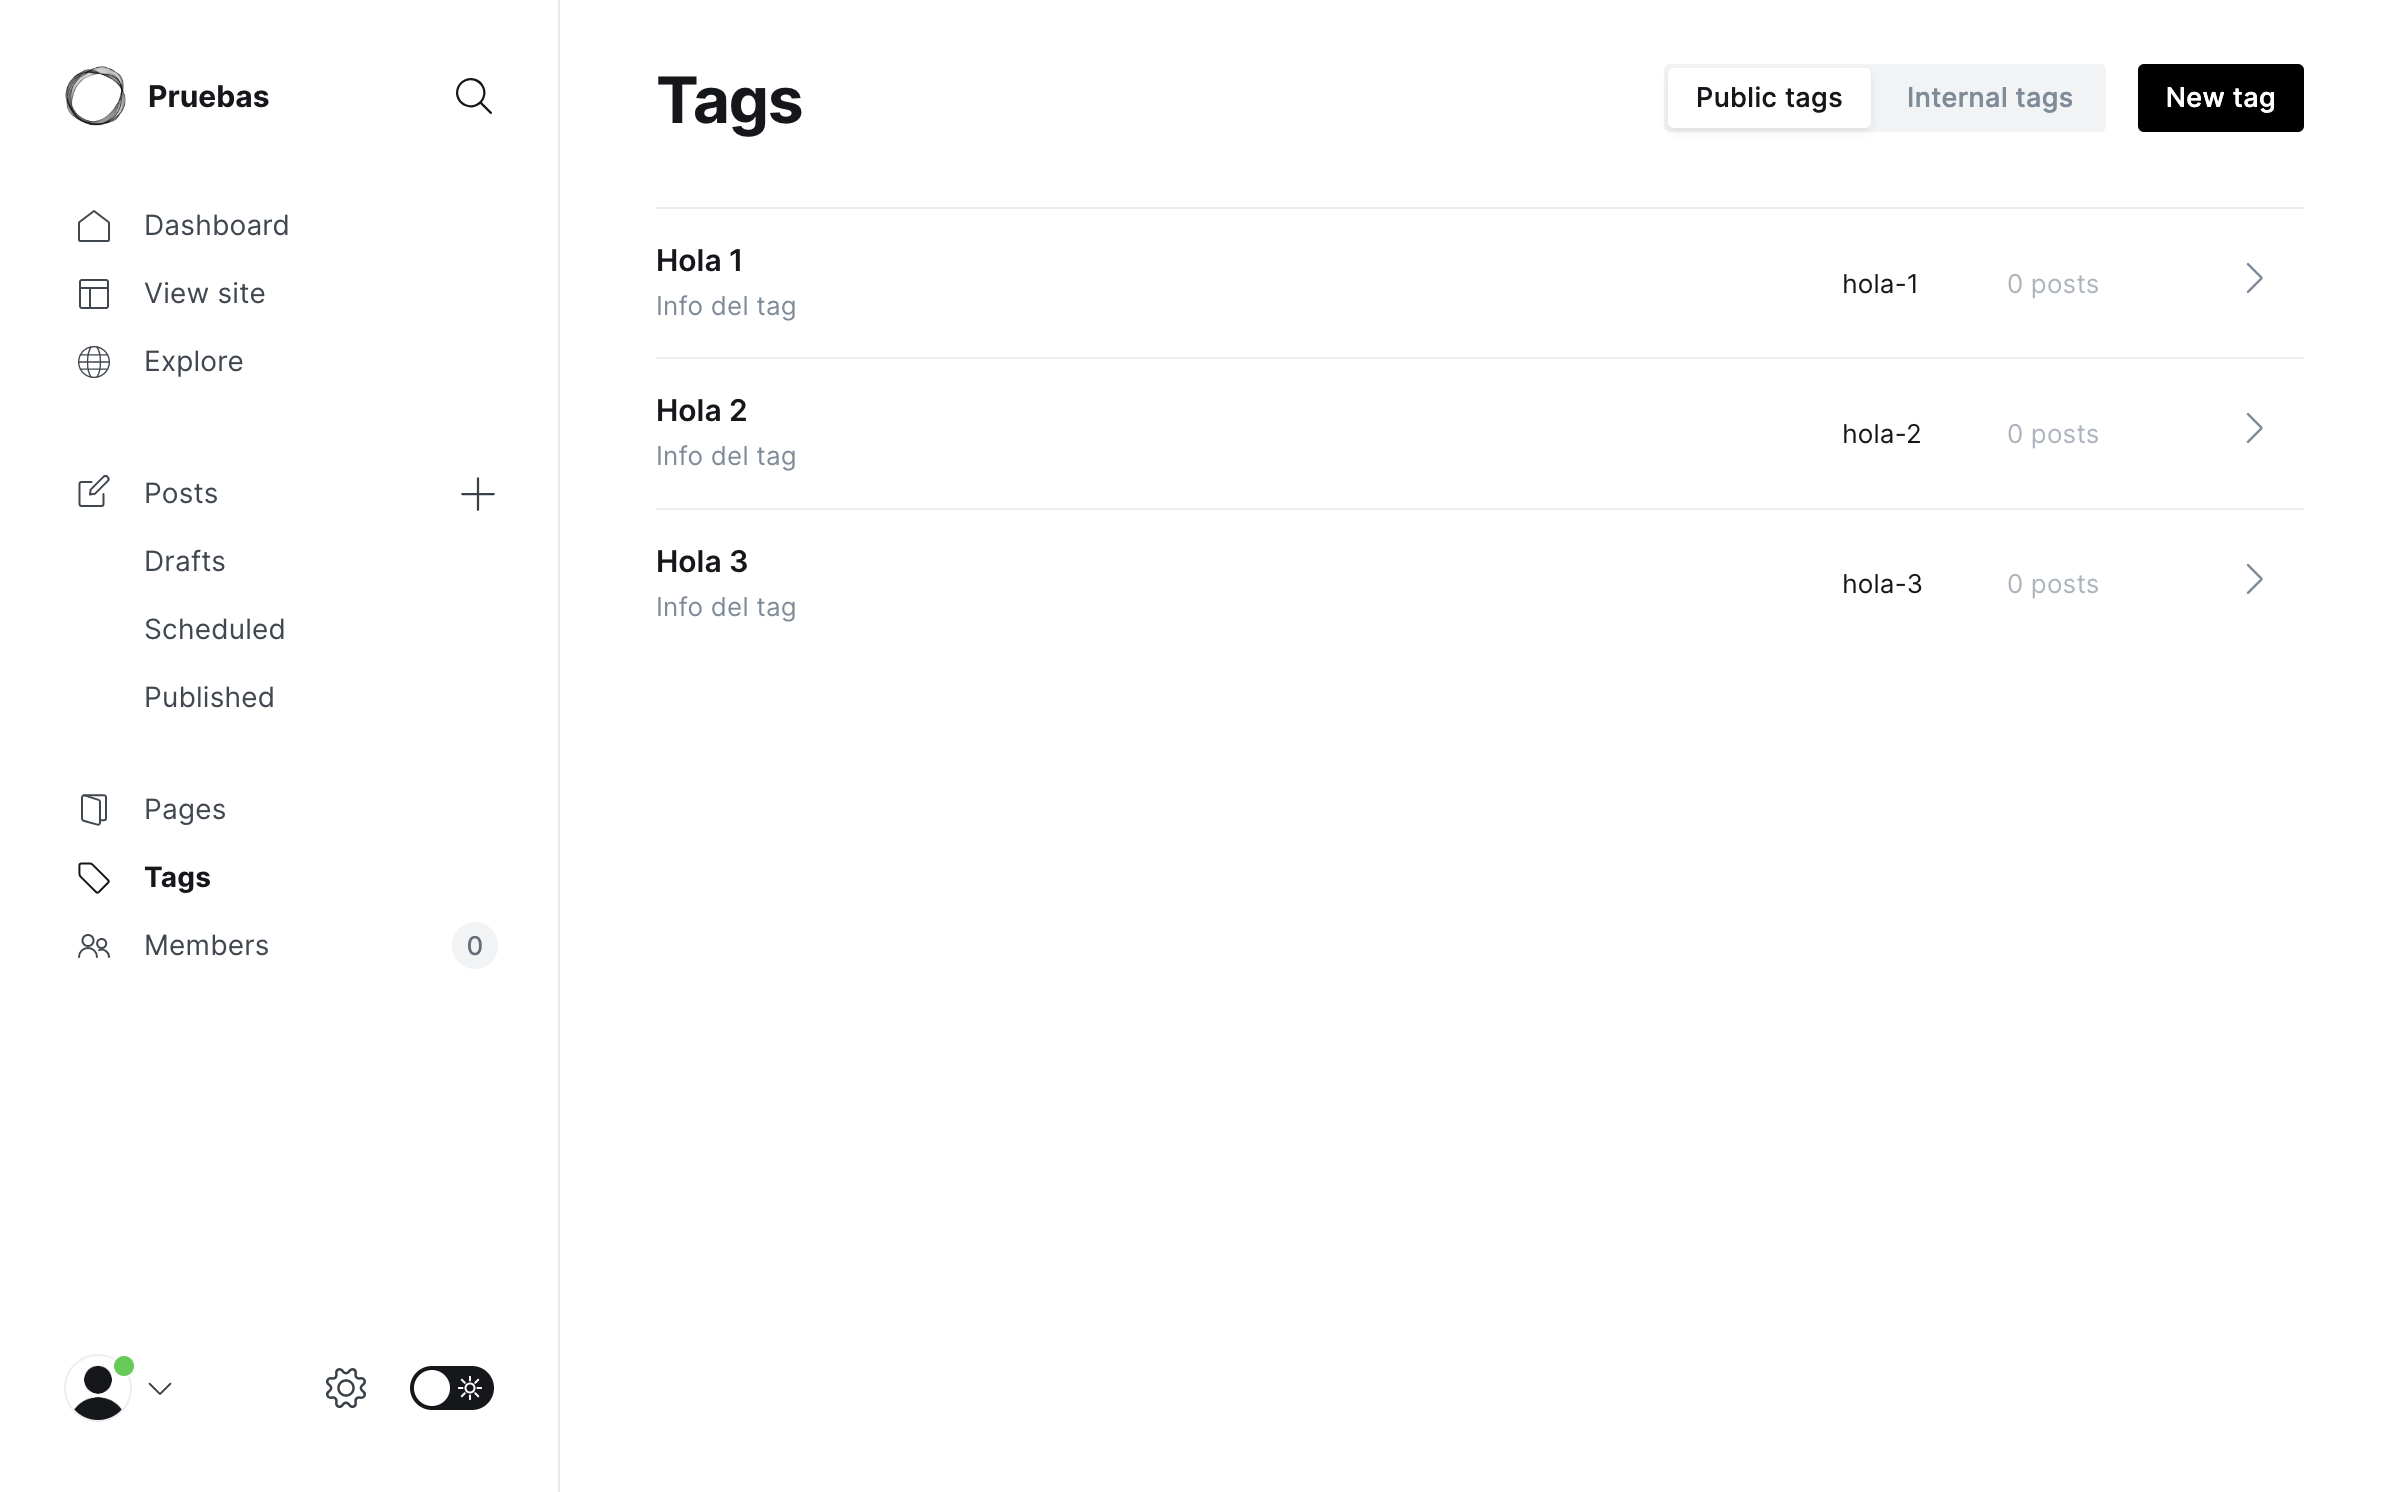 Pruebas
Dashboard
View site
Explore
Posts
Drafts
Scheduled
Published
Pages
Tags
Members 0
Tags
Public tags Internal tags New tag
Hola 1
Info del tag
hola-1 0 posts
Hola 2
Info del tag
hola-2 0 posts
Hola 3
Info del tag
hola-3 0 posts